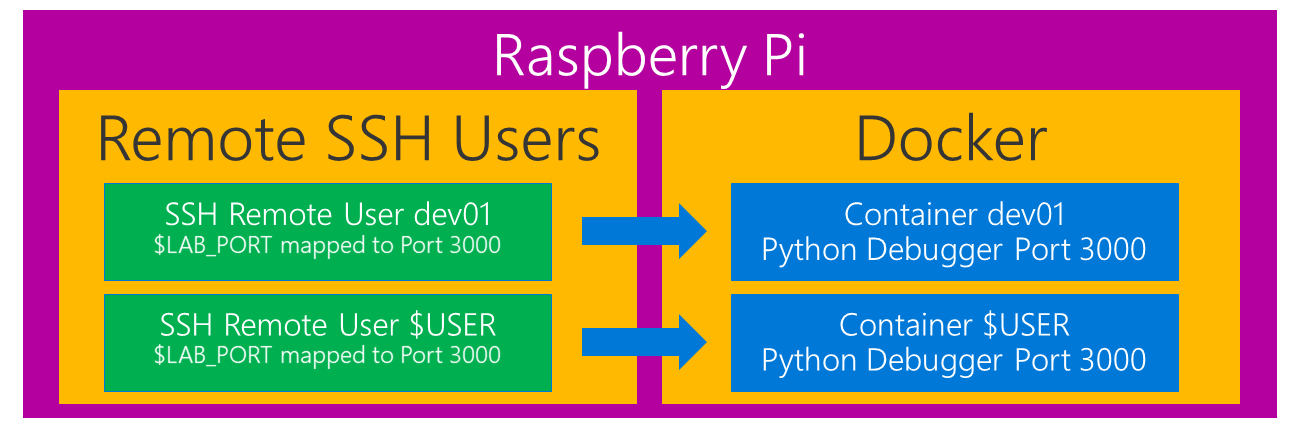 Raspberry Pi
Remote SSH Users
SSH Remote User dev01
$LAB_PORT mapped to Port 3000
SSH Remote User $USER
$LAB_PORT mapped to Port 3000
Docker
Container dev01
Python Debugger Port 3000
Container $USER
Python Debugger Port 3000